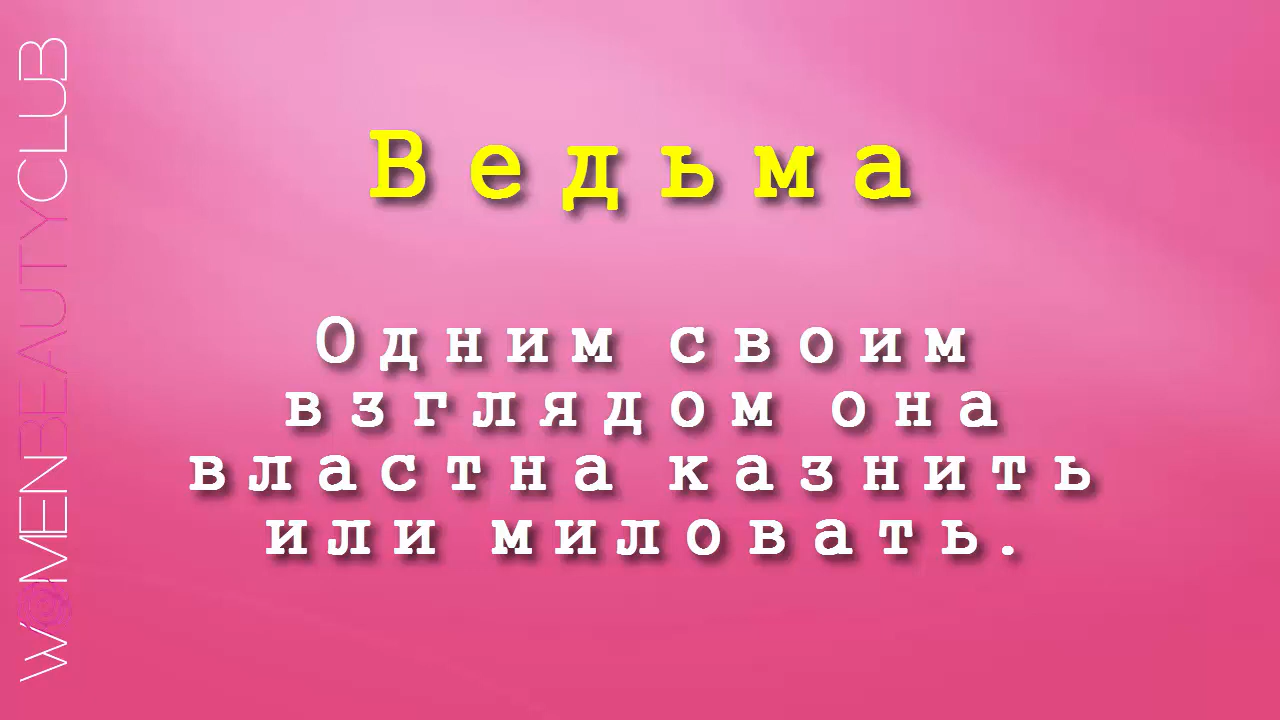 WOMENBEAUTYCLUB
Ведьма
Одним своим
взглядом она
властна казнить
или миловать.